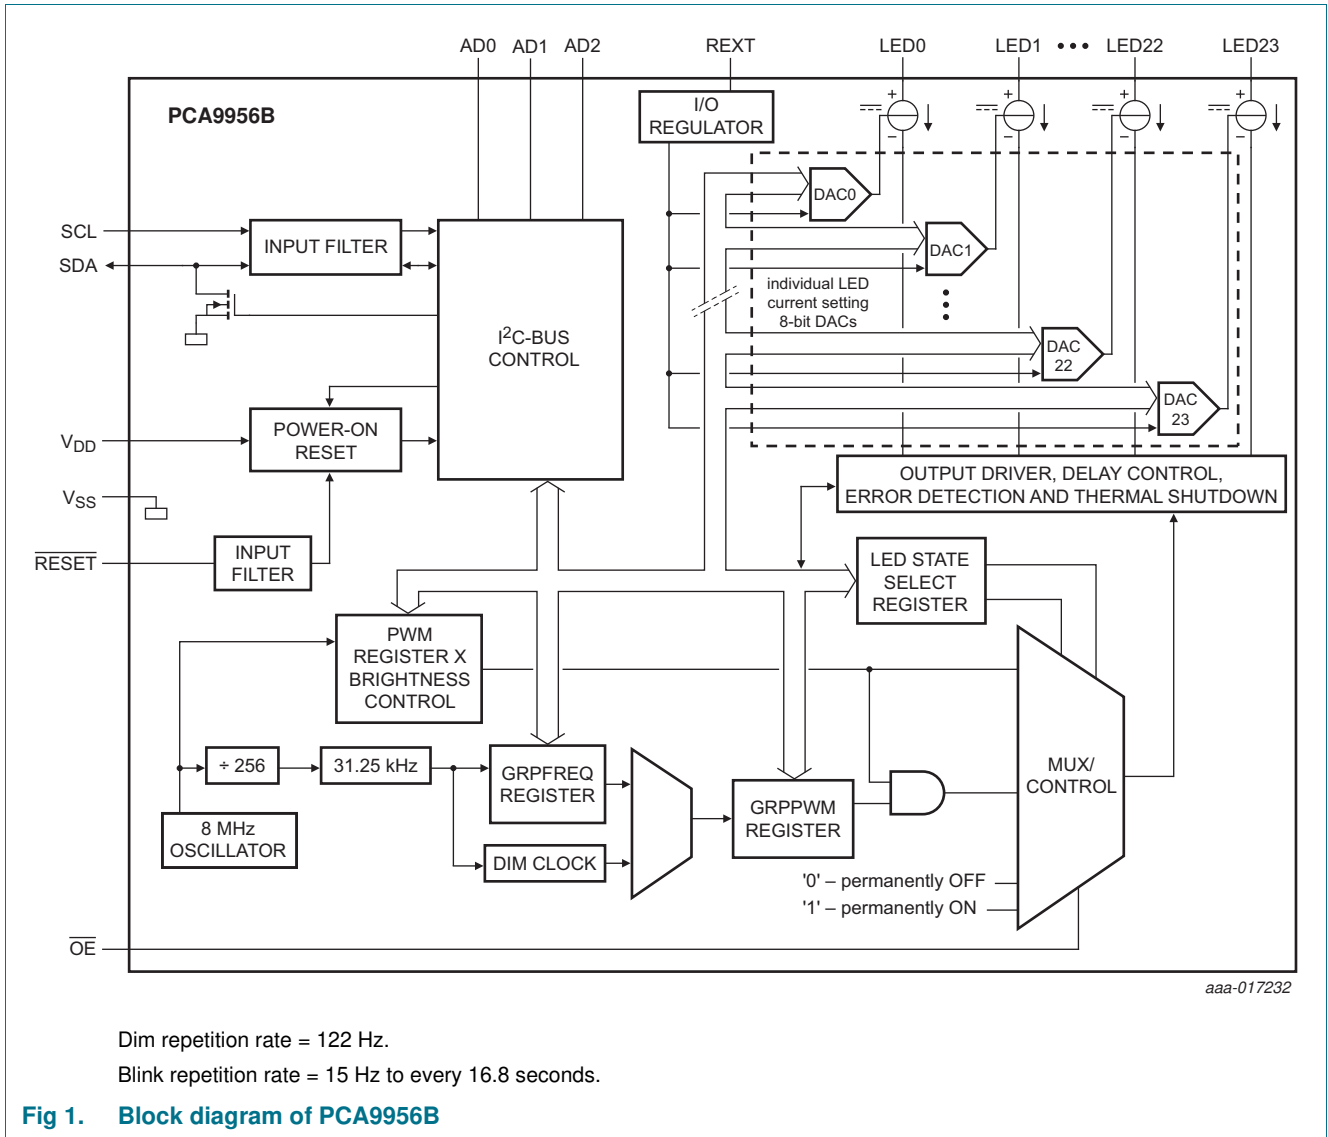 AD0 AD1 AD2 REXT LED0 LED1 ••• LED22 LED23
PCA9956B
I/O
REGULATOR
+ + + +
− − − −
DAC0
DAC1
individual LED
current setting
8-bit DACs
DAC
22
DAC
23
SCL
SDA
INPUT FILTER
I²C-BUS
CONTROL
VDD
POWER-ON
RESET
VSS
RESET
INPUT
FILTER
OUTPUT DRIVER, DELAY CONTROL,
ERROR DETECTION AND THERMAL SHUTDOWN
LED STATE
SELECT
REGISTER
PWM
REGISTER X
BRIGHTNESS
CONTROL
÷ 256
31.25 kHz
GRPFREQ
REGISTER
8 MHz
OSCILLATOR
DIM CLOCK
GRPPWM
REGISTER
MUX/
CONTROL
'0' – permanently OFF
'1' – permanently ON
OE
aaa-017232
Dim repetition rate = 122 Hz.
Blink repetition rate = 15 Hz to every 16.8 seconds.
Fig 1. Block diagram of PCA9956B